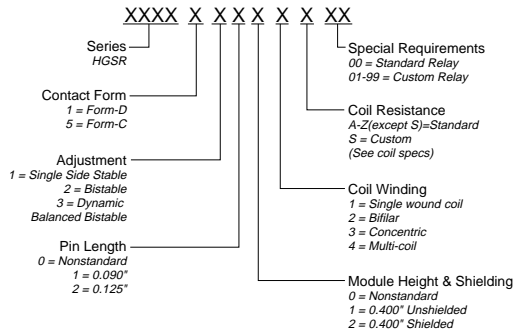 XXXX X X X X X X XX
Series
HGSR
Contact Form
1 = Form-D
5 = Form-C
Adjustment
1 = Single Side Stable
2 = Bistable
3 = Dynamic
Balanced Bistable
Pin Length
0 = Nonstandard
1 = 0.090"
2 = 0.125"
Special Requirements
00 = Standard Relay
01-99 = Custom Relay
Coil Resistance
A-Z(except S)=Standard
S = Custom
(See coil specs)
Coil Winding
1 = Single wound coil
2 = Bifilar
3 = Concentric
4 = Multi-coil
Module Height & Shielding
0 = Nonstandard
1 = 0.400" Unshielded
2 = 0.400" Shielded